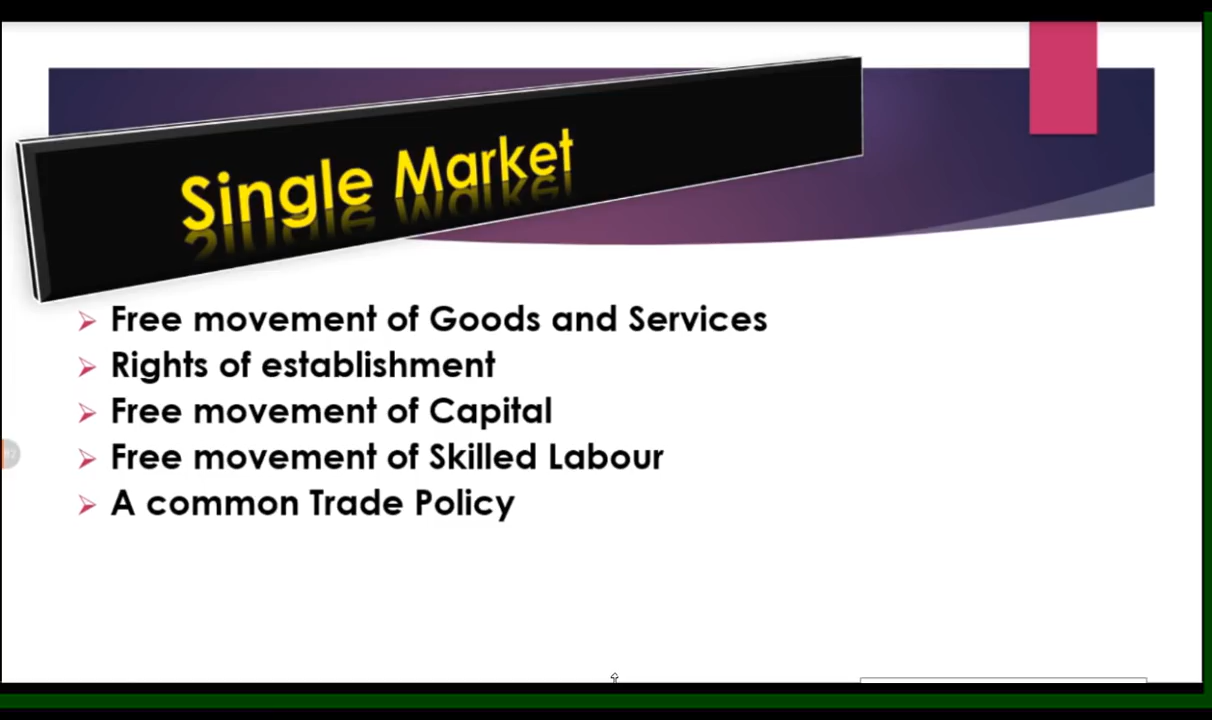 Single Market
Free movement of Goods and Services
Rights of establishment
Free movement of Capital
Free movement of Skilled Labour
A common Trade Policy